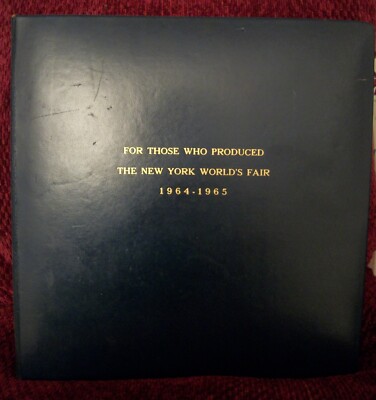 FOR THOSE WHO PRODUCED
THE NEW YORK WORLD'S FAIR
1964-1965